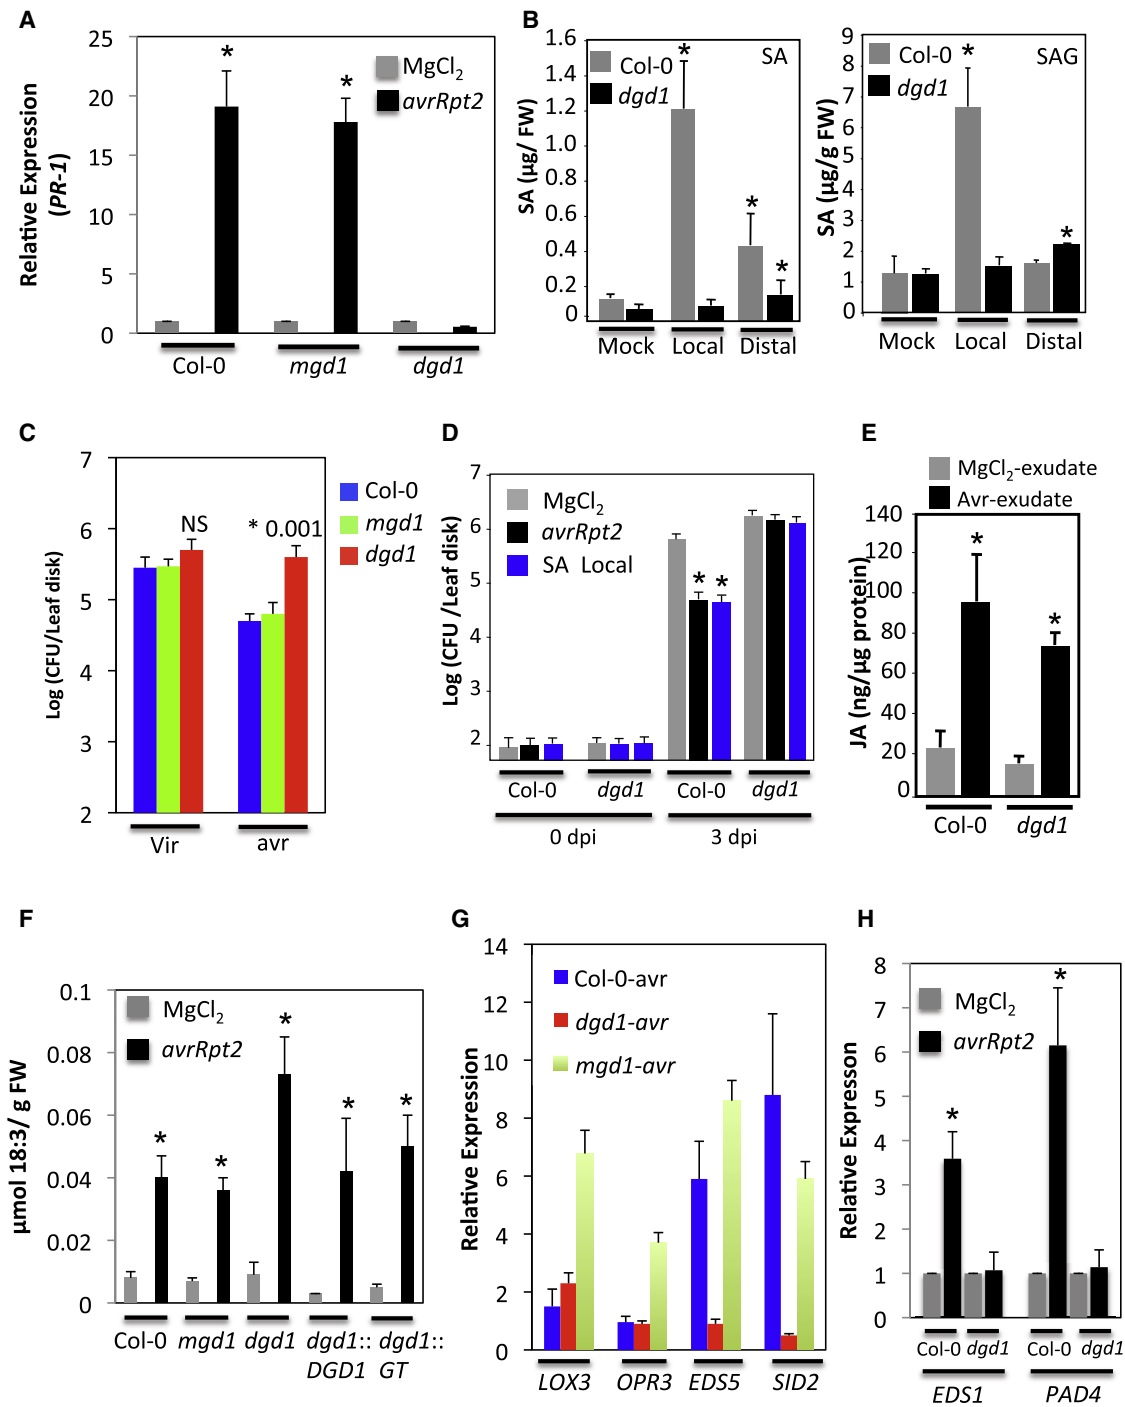 A
Relative Expression
(PR-1)
25
20
15
10
5
0
MgCl2
avrRpt2
Col-0
mgd1
dgd1
*
*
B
SA (µg/ FW)
1.6
1.4
1.2
1.0
0.8
0.6
0.4
0.2
0
Col-0
dgd1
SA
*
*
*
Mock
Local
Distal
SA (µg/g FW)
9
8
7
6
5
4
3
2
1
0
Col-0
dgd1
SAG
*
*
Mock
Local
Distal
C
Log (CFU/Leaf disk)
7
6
5
4
3
2
NS
* 0.001
Col-0
mgd1
dgd1
Vir
avr
D
Log (CFU /Leaf disk)
7
6
5
4
3
2
MgCl2
avrRpt2
SA Local
* *
Col-0
dgd1
Col-0
dgd1
0 dpi
3 dpi
E
MgCl2-exudate
Avr-exudate
JA (ng/µg protein)
140
120
100
80
60
40
20
0
*
*
Col-0
dgd1
F
µmol 18:3/ g FW
0.1
0.08
0.06
0.04
0.02
0
MgCl2
avrRpt2
*
*
*
*
*
Col-0
mgd1
dgd1
dgd1::
DGD1
dgd1::
GT
G
Relative Expression
14
12
10
8
6
4
2
0
Col-0-avr
dgd1-avr
mgd1-avr
LOX3
OPR3
EDS5
SID2
H
Relative Expresson
8
7
6
5
4
3
2
1
0
MgCl2
avrRpt2
*
*
Col-0
dgd1
Col-0
dgd1
EDS1
PAD4